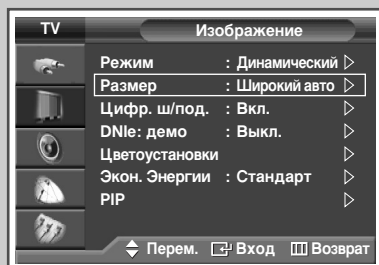 TV Изображение
Режим : Динамический
Размер : Широкий авто
Цифр. ш/под. : Вкл.
DNIe: демо : Выкл.
Цветоустановки
Экон. Энергии : Стандарт
PIP
Перем. Вход Возврат